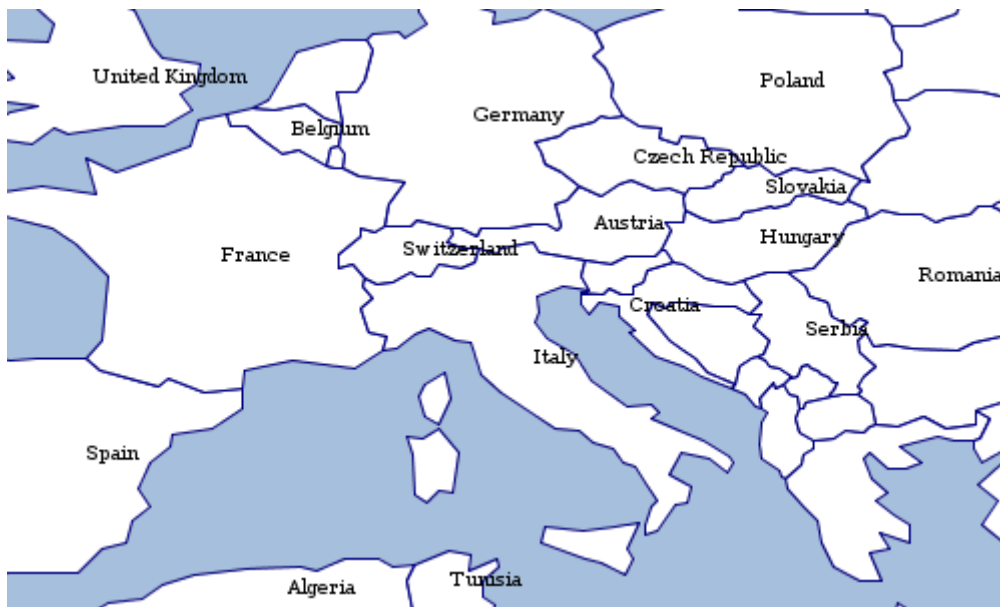 United Kingdom
Poland
Germany
Belgium
Czech Republic
Slovakia
Austria
Hungary
Switzerland
France
Romania
Croatia
Serbia
Italy
Spain
Tunisia
Algeria